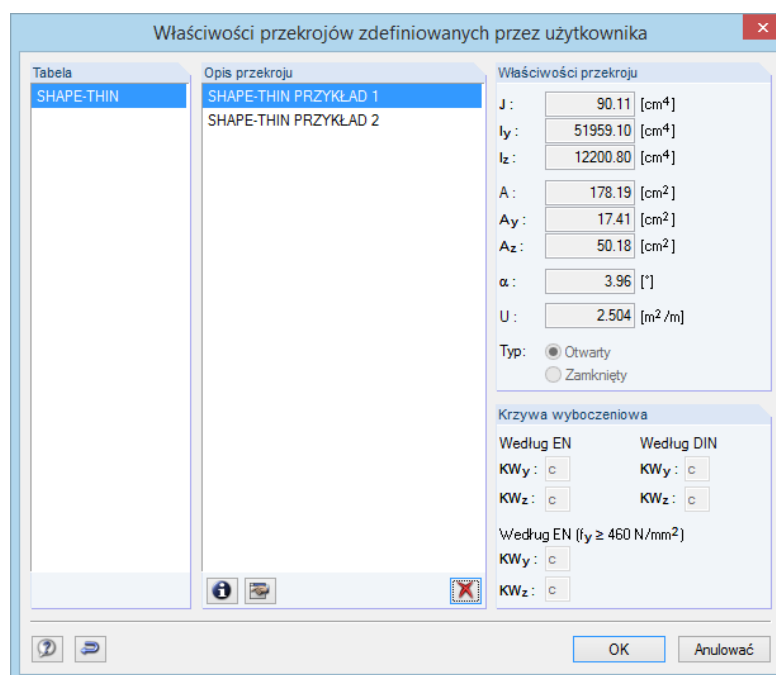 Właściwości przekrojów zdefiniowanych przez użytkownika
Tabela
SHAPE-THIN
Opis przekroju
SHAPE-THIN PRZYKŁAD 1
SHAPE-THIN PRZYKŁAD 2
Właściwości przekroju
J : 90.11 [cm4]
Iy : 51959.10 [cm4]
Iz : 12200.80 [cm4]
A : 178.19 [cm2]
Ay : 17.41 [cm2]
Az : 50.18 [cm2]
α : 3.96 [°]
U : 2.504 [m2/m]
Typ: Otwarty
Zamknięty
Krzywa wyboczeniowa
Według EN Według DIN
KWy : c KWy : c
KWz : c KWz : c
Według EN (fy ≥ 460 N/mm2)
KWy : c
KWz : c
OK Anulować